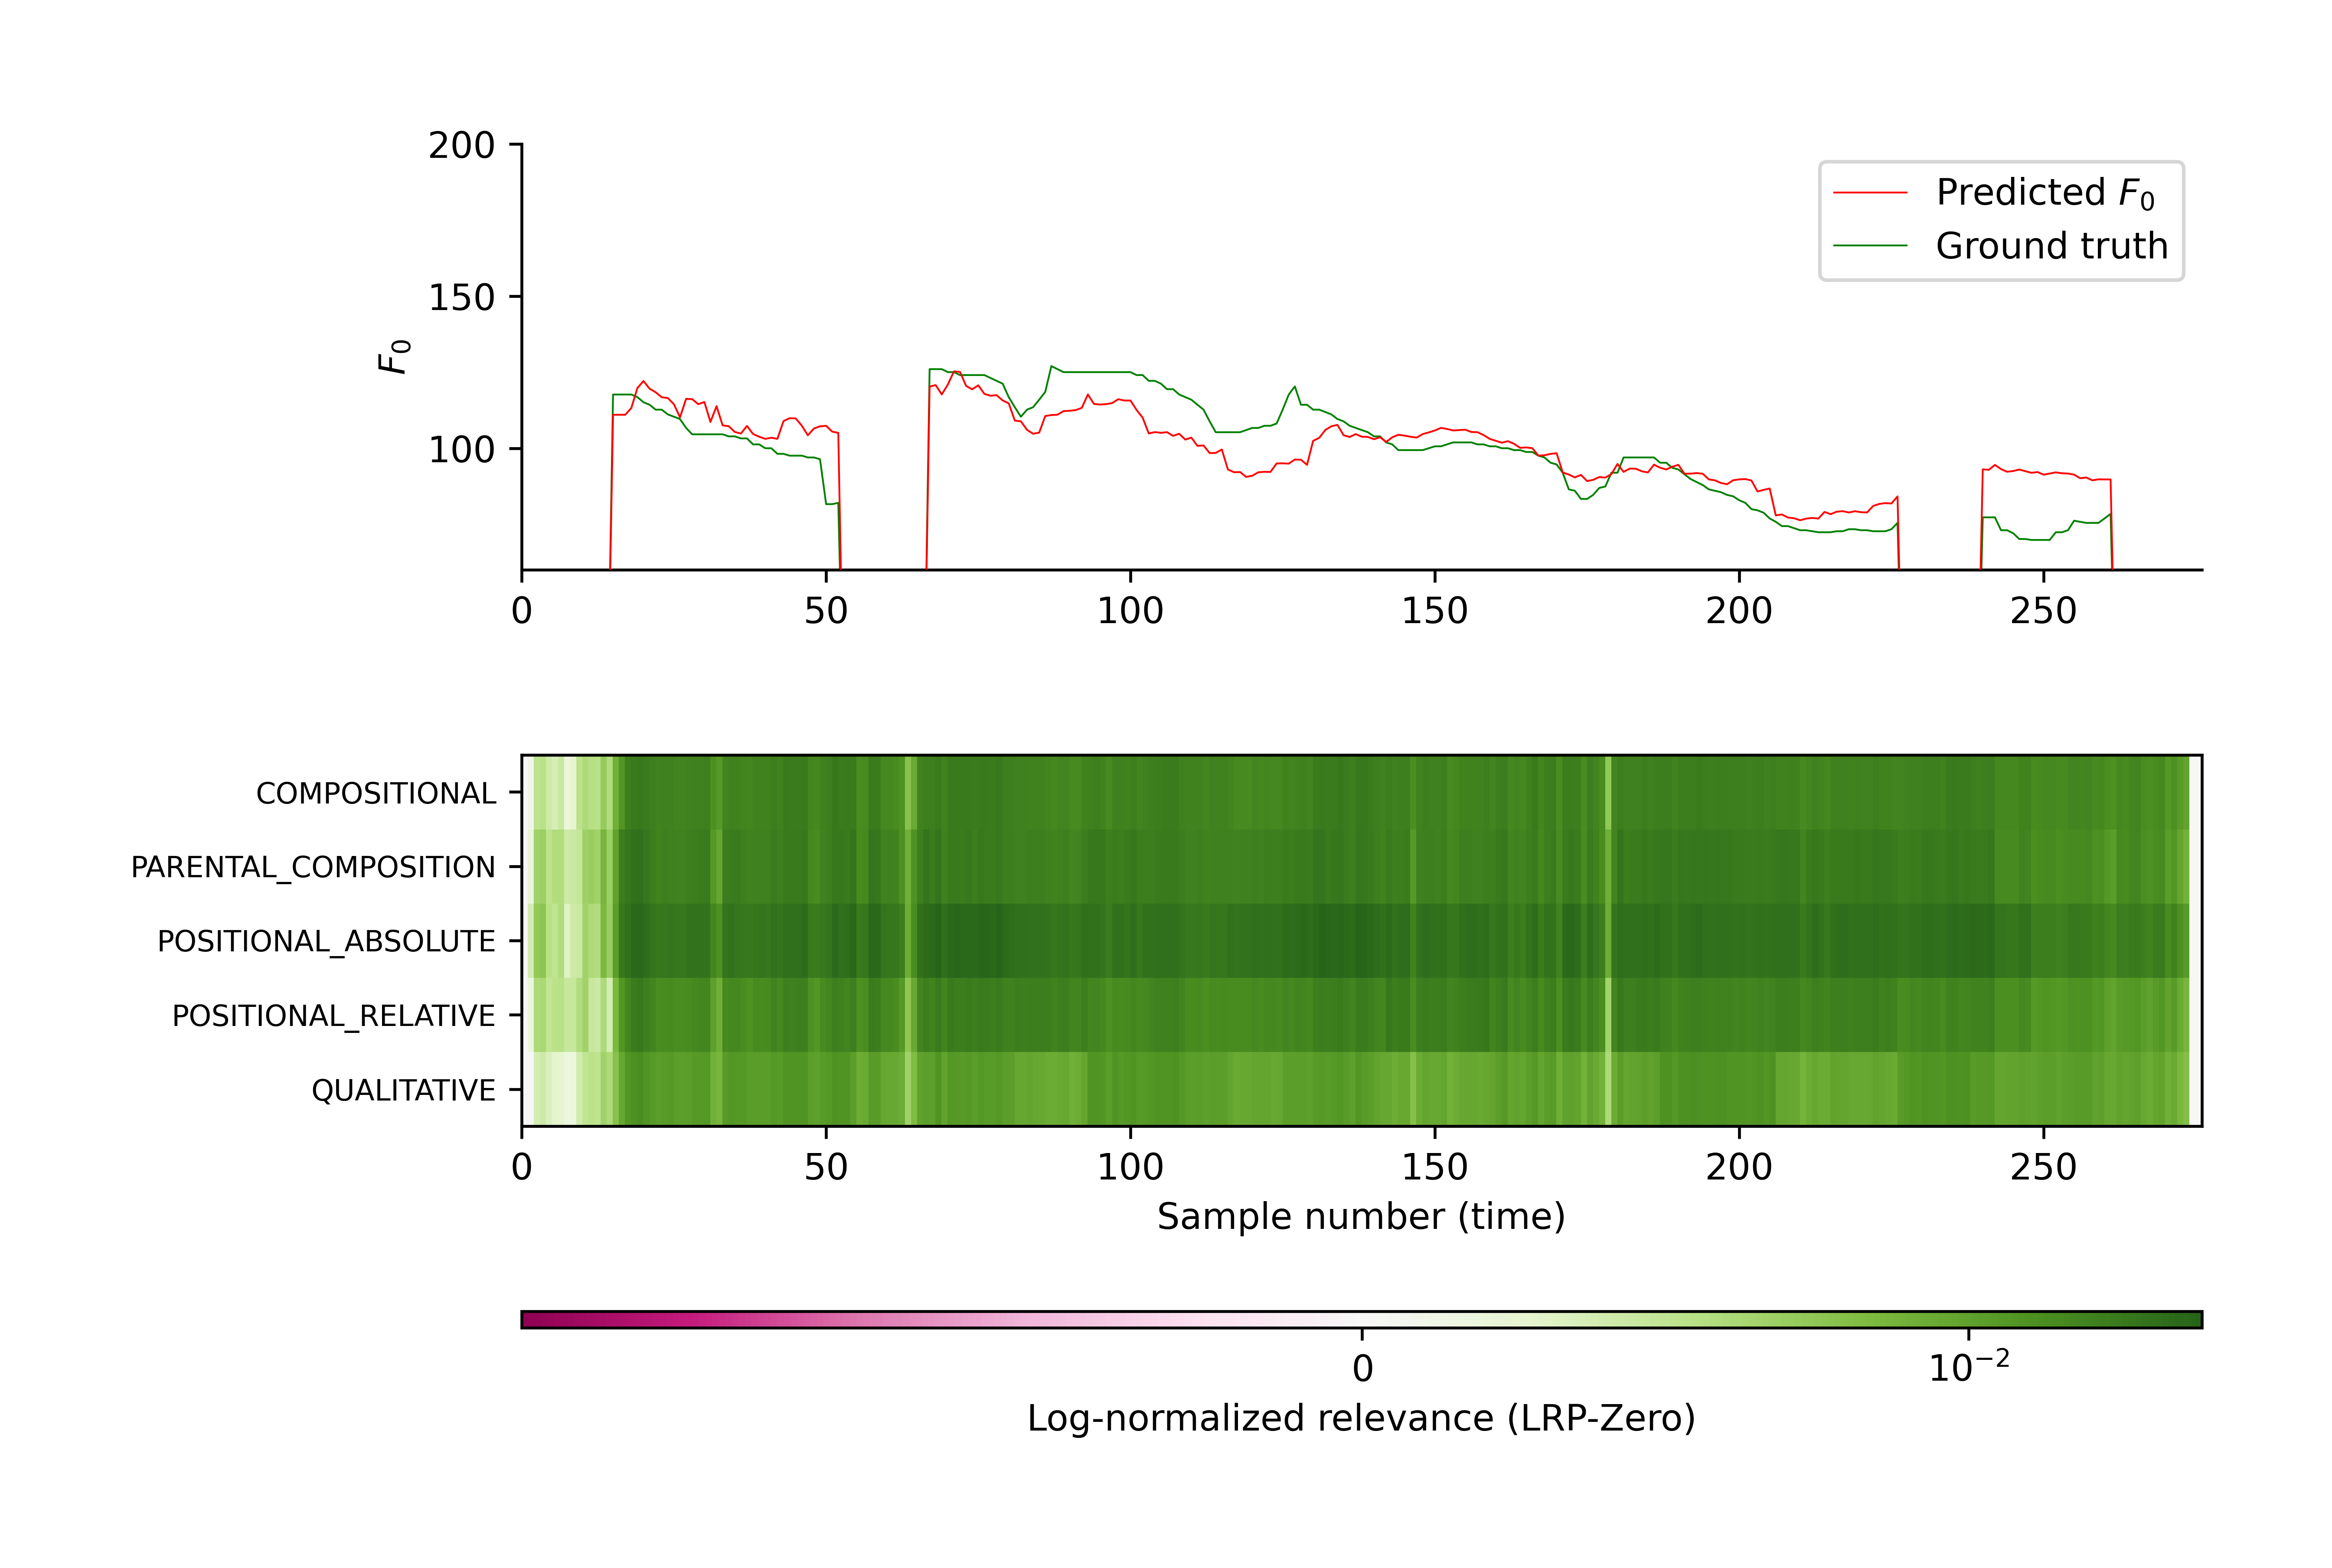 200
150
100
F₀
Predicted F₀
Ground truth
0 50 100 150 200 250
COMPOSITIONAL
PARENTAL_COMPOSITION
POSITIONAL_ABSOLUTE
POSITIONAL_RELATIVE
QUALITATIVE
0 50 100 150 200 250
Sample number (time)
0 10⁻²
Log-normalized relevance (LRP-Zero)